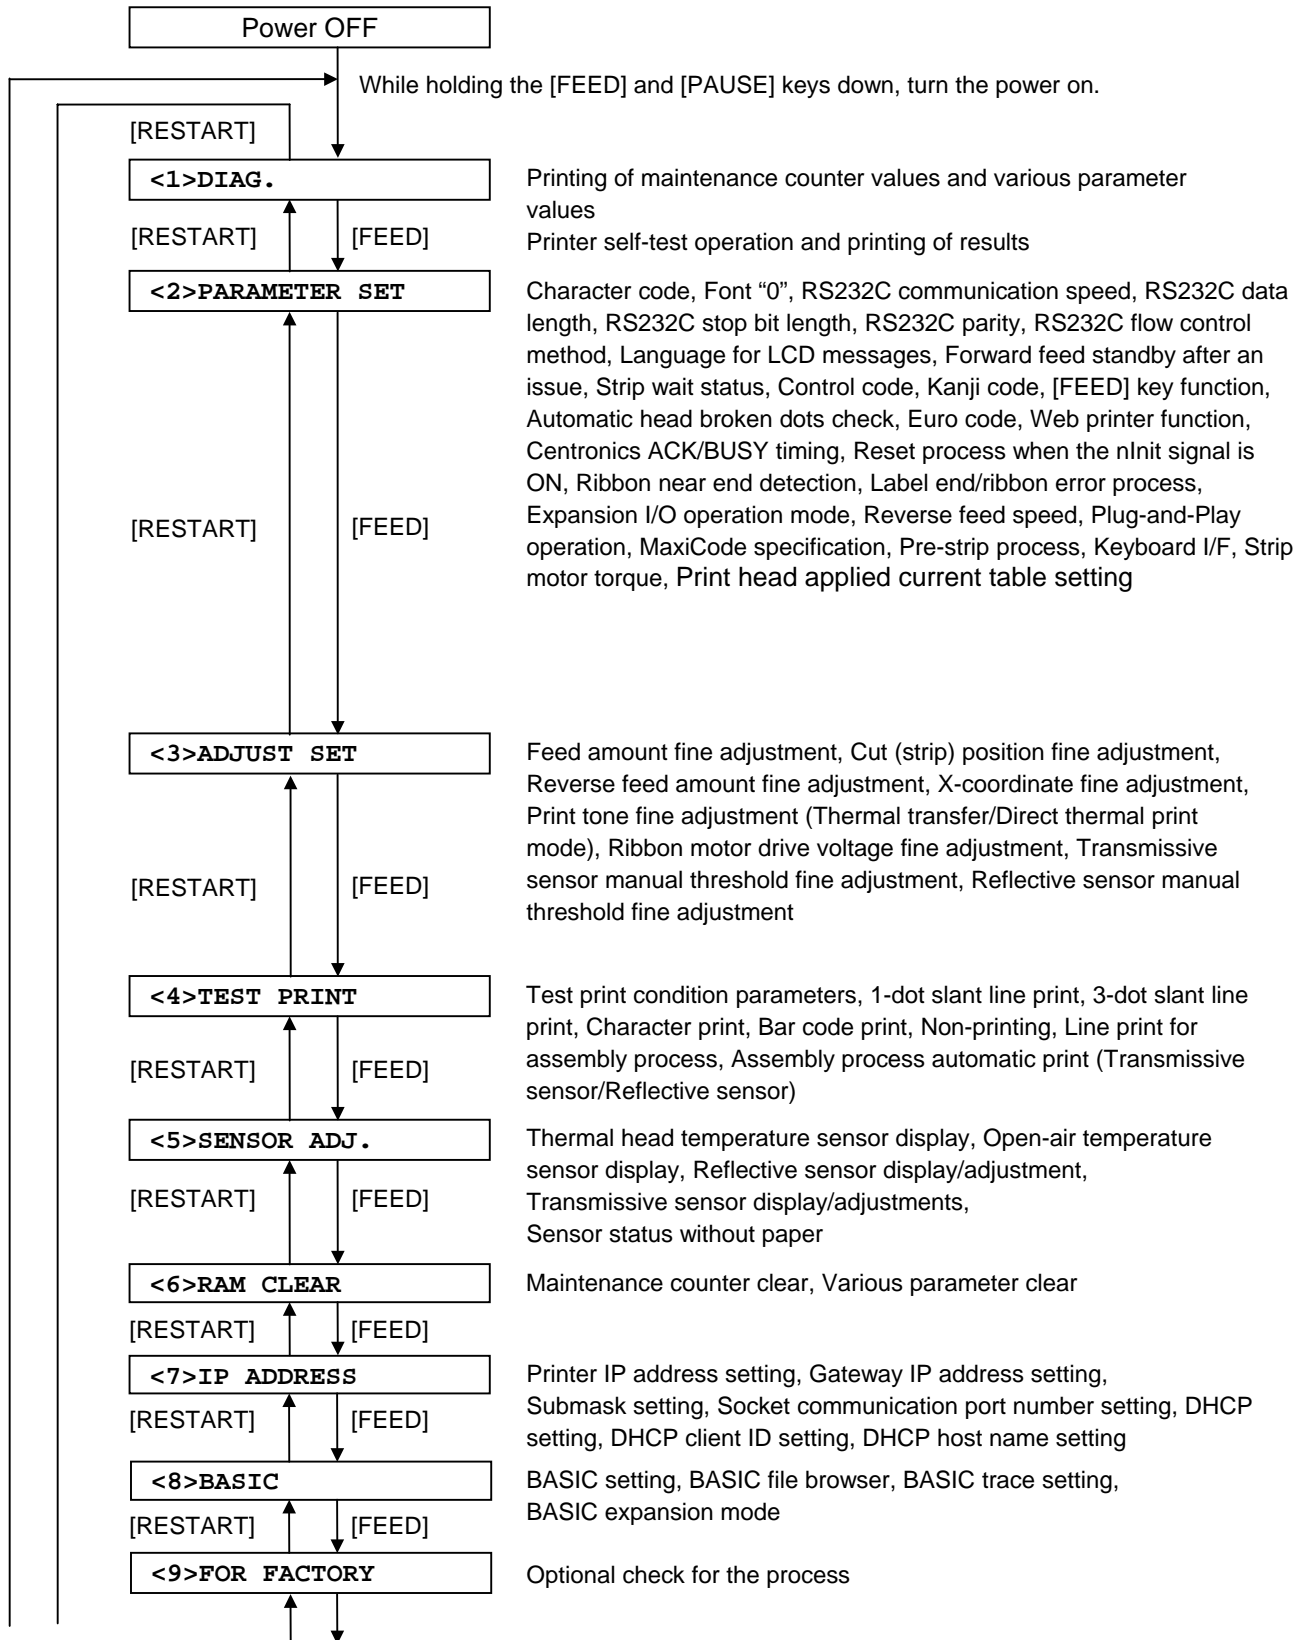 Power OFF
While holding the [FEED] and [PAUSE] keys down, turn the power on.
[RESTART]
<1>DIAG.
Printing of maintenance counter values and various parameter
values
[RESTART] [FEED]
Printer self-test operation and printing of results
<2>PARAMETER SET
Character code, Font “0”, RS232C communication speed, RS232C data
length, RS232C stop bit length, RS232C parity, RS232C flow control
method, Language for LCD messages, Forward feed standby after an
issue, Strip wait status, Control code, Kanji code, [FEED] key function,
Automatic head broken dots check, Euro code, Web printer function,
Centronics ACK/BUSY timing, Reset process when the nInit signal is
ON, Ribbon near end detection, Label end/ribbon error process,
Expansion I/O operation mode, Reverse feed speed, Plug-and-Play
operation, MaxiCode specification, Pre-strip process, Keyboard I/F, Strip
motor torque, Print head applied current table setting
[RESTART] [FEED]
<3>ADJUST SET
Feed amount fine adjustment, Cut (strip) position fine adjustment,
Reverse feed amount fine adjustment, X-coordinate fine adjustment,
Print tone fine adjustment (Thermal transfer/Direct thermal print
mode), Ribbon motor drive voltage fine adjustment, Transmissive
sensor manual threshold fine adjustment, Reflective sensor manual
threshold fine adjustment
[RESTART] [FEED]
<4>TEST PRINT
Test print condition parameters, 1-dot slant line print, 3-dot slant line
print, Character print, Bar code print, Non-printing, Line print for
assembly process, Assembly process automatic print (Transmissive
sensor/Reflective sensor)
[RESTART] [FEED]
<5>SENSOR ADJ.
Thermal head temperature sensor display, Open-air temperature
sensor display, Reflective sensor display/adjustment,
Transmissive sensor display/adjustments,
Sensor status without paper
[RESTART] [FEED]
<6>RAM CLEAR
Maintenance counter clear, Various parameter clear
[RESTART] [FEED]
<7>IP ADDRESS
Printer IP address setting, Gateway IP address setting,
Submask setting, Socket communication port number setting, DHCP
setting, DHCP client ID setting, DHCP host name setting
[RESTART] [FEED]
<8>BASIC
BASIC setting, BASIC file browser, BASIC trace setting,
BASIC expansion mode
[RESTART] [FEED]
<9>FOR FACTORY
Optional check for the process